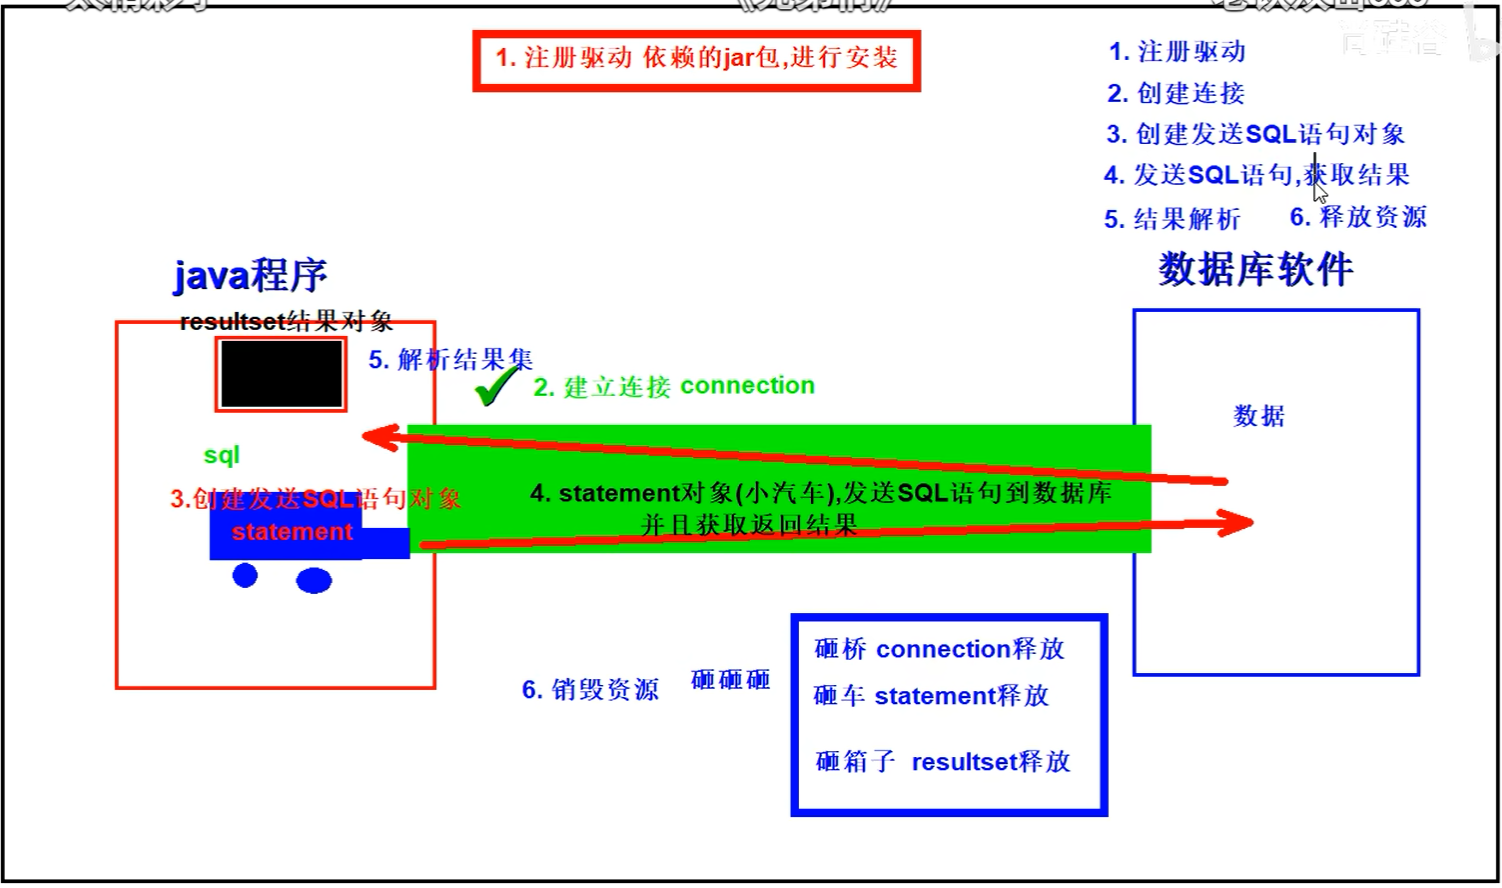 1. 注册驱动 依赖的jar包,进行安装
尚硅谷
1. 注册驱动
2. 创建连接
3. 创建发送SQL语句对象
4. 发送SQL语句,获取结果
5. 结果解析 6. 释放资源
java程序
数据库软件
resultset结果对象
5. 解析结果集
2. 建立连接 connection
数据
sql
3.创建发送SQL语句对象
statement
4. statement对象(小汽车),发送SQL语句到数据库
并且获取返回结果
6. 销毁资源 砸砸砸
砸桥 connection释放
砸车 statement释放
砸箱子 resultset释放